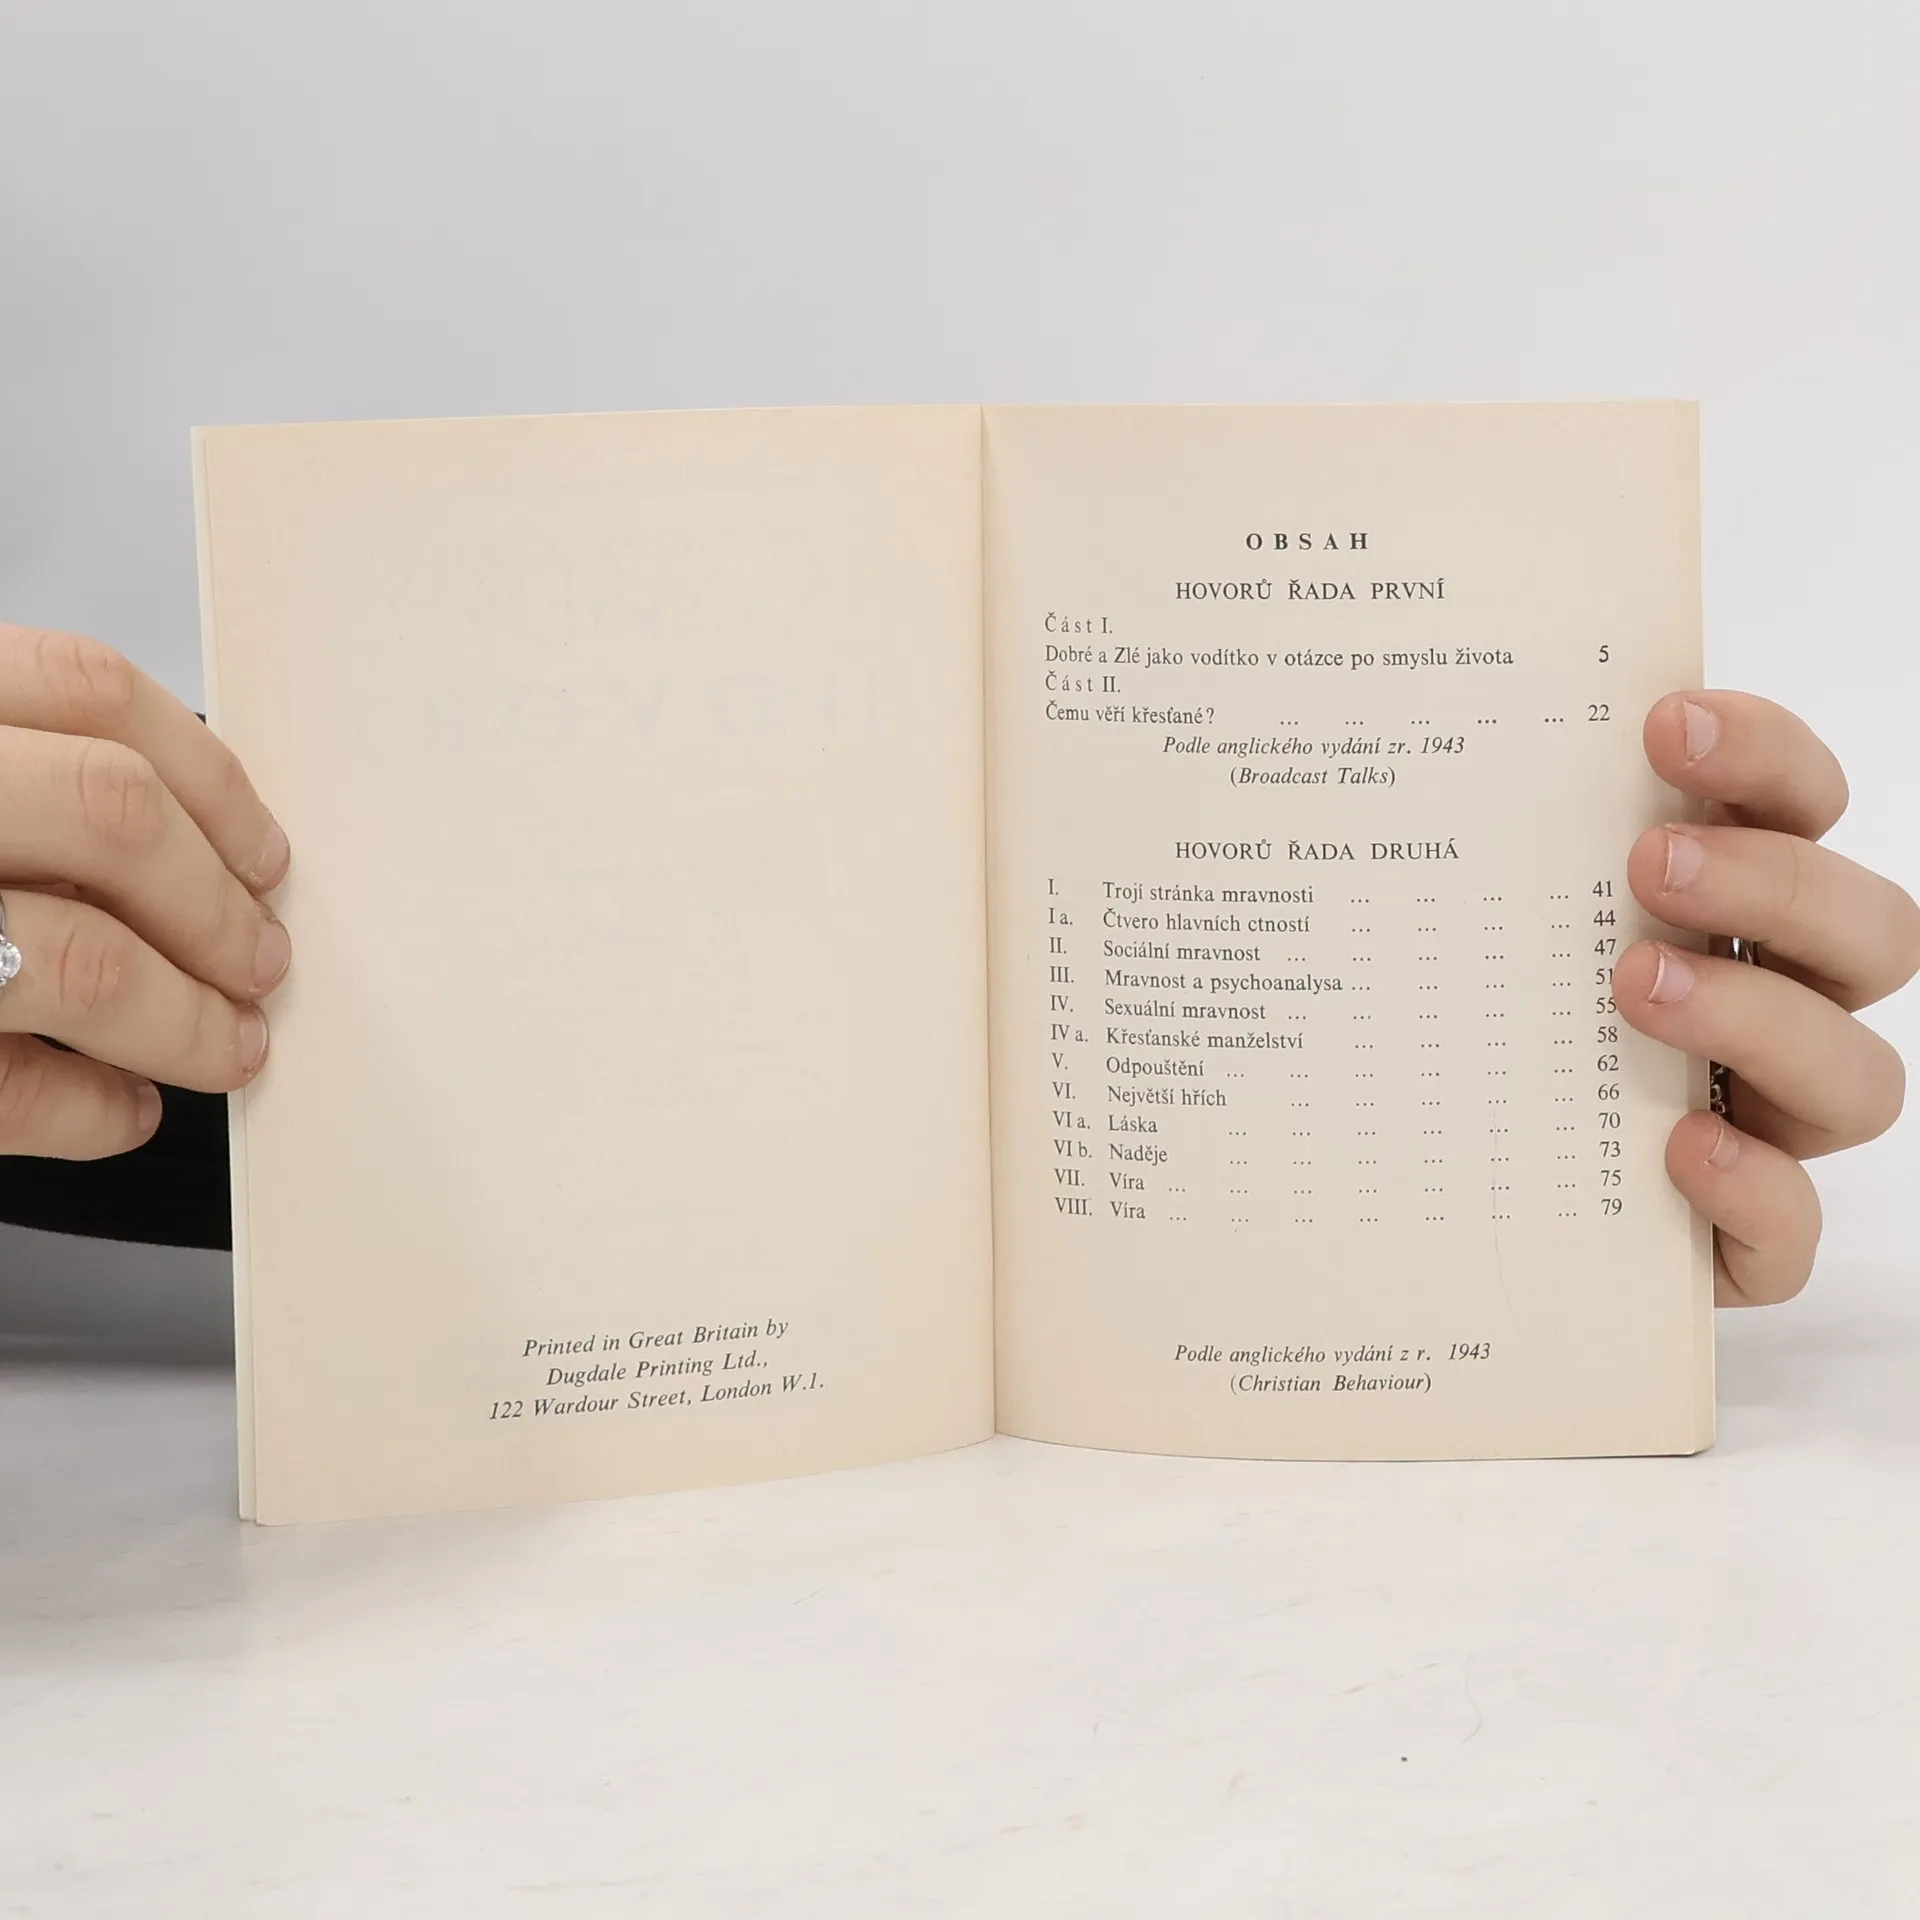 Printed in Great Britain by
Dugdale Printing Ltd.,
122 Wardour Street, London W.1.
OBSAH
HOVORŮ ŘADA PRVNÍ
Část I.
Dobré a Zlé jako vodítko v otázce po smyslu života 5
Část II.
Čemu věří křesťané? ... ... ... ... ... 22
Podle anglického vydání zr. 1943
(Broadcast Talks)
HOVORŮ ŘADA DRUHÁ
I. Trojí stránka mravnosti ... ... ... ... 41
I a. Čtvero hlavních ctností ... ... ... ... 44
II. Sociální mravnost ... ... ... ... ... 47
III. Mravnost a psychoanalysa ... ... ... ... 51
IV. Sexuální mravnost ... ... ... ... ... 55
IV a. Křesťanské manželství ... ... ... ... 58
V. Odpouštění ... ... ... ... ... ... 62
VI. Největší hřích ... ... ... ... ... 66
VI a. Láska ... ... ... ... ... ... 70
VI b. Naděje ... ... ... ... ... ... 73
VII. Víra ... ... ... ... ... ... ... 75
VIII. Víra ... ... ... ... ... ... ... 79
Podle anglického vydání z r. 1943
(Christian Behaviour)